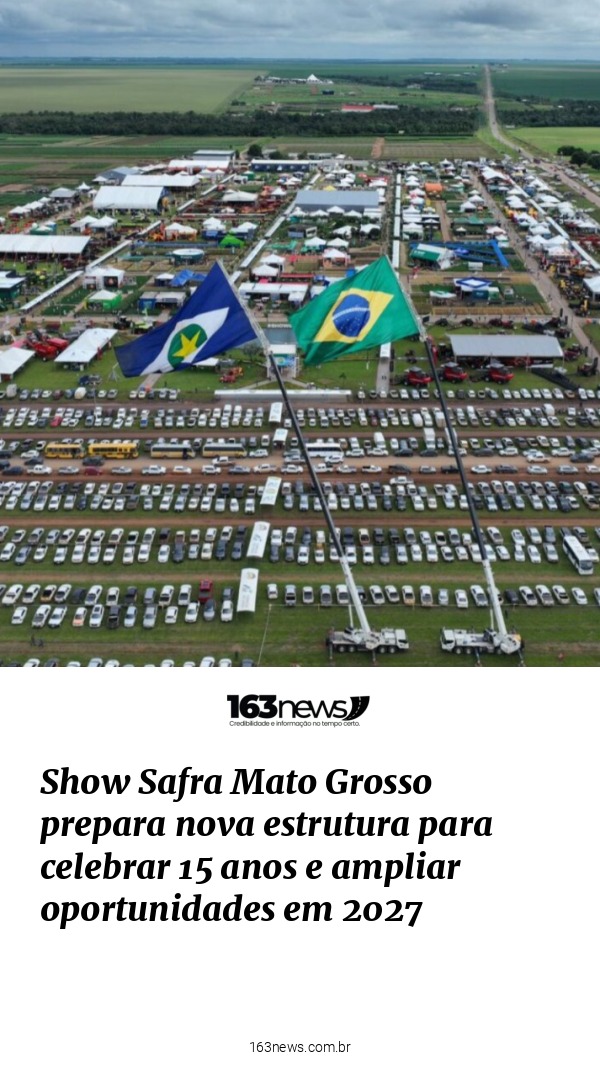 163news
Credibilidade e informação no tempo certo.
Show Safra Mato Grosso
prepara nova estrutura para
celebrar 15 anos e ampliar
oportunidades em 2027
163news.com.br